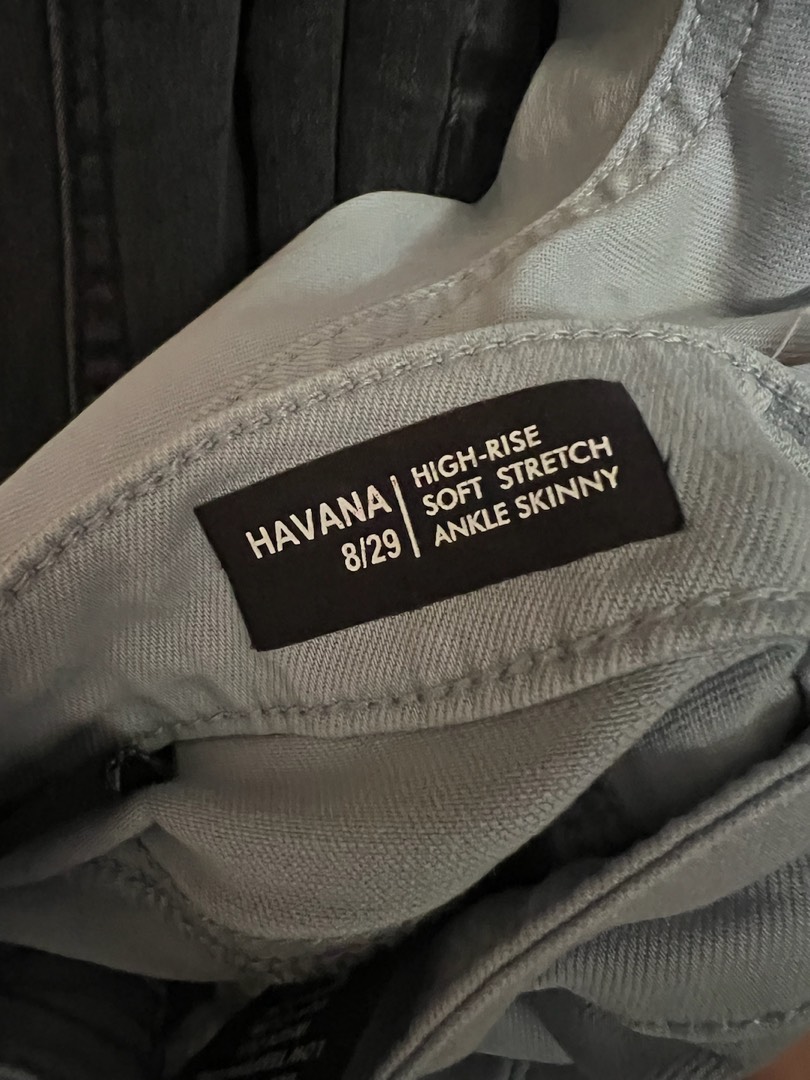 HAVANA
8/29
HIGH-RISE
SOFT STRETCH
ANKLE SKINNY